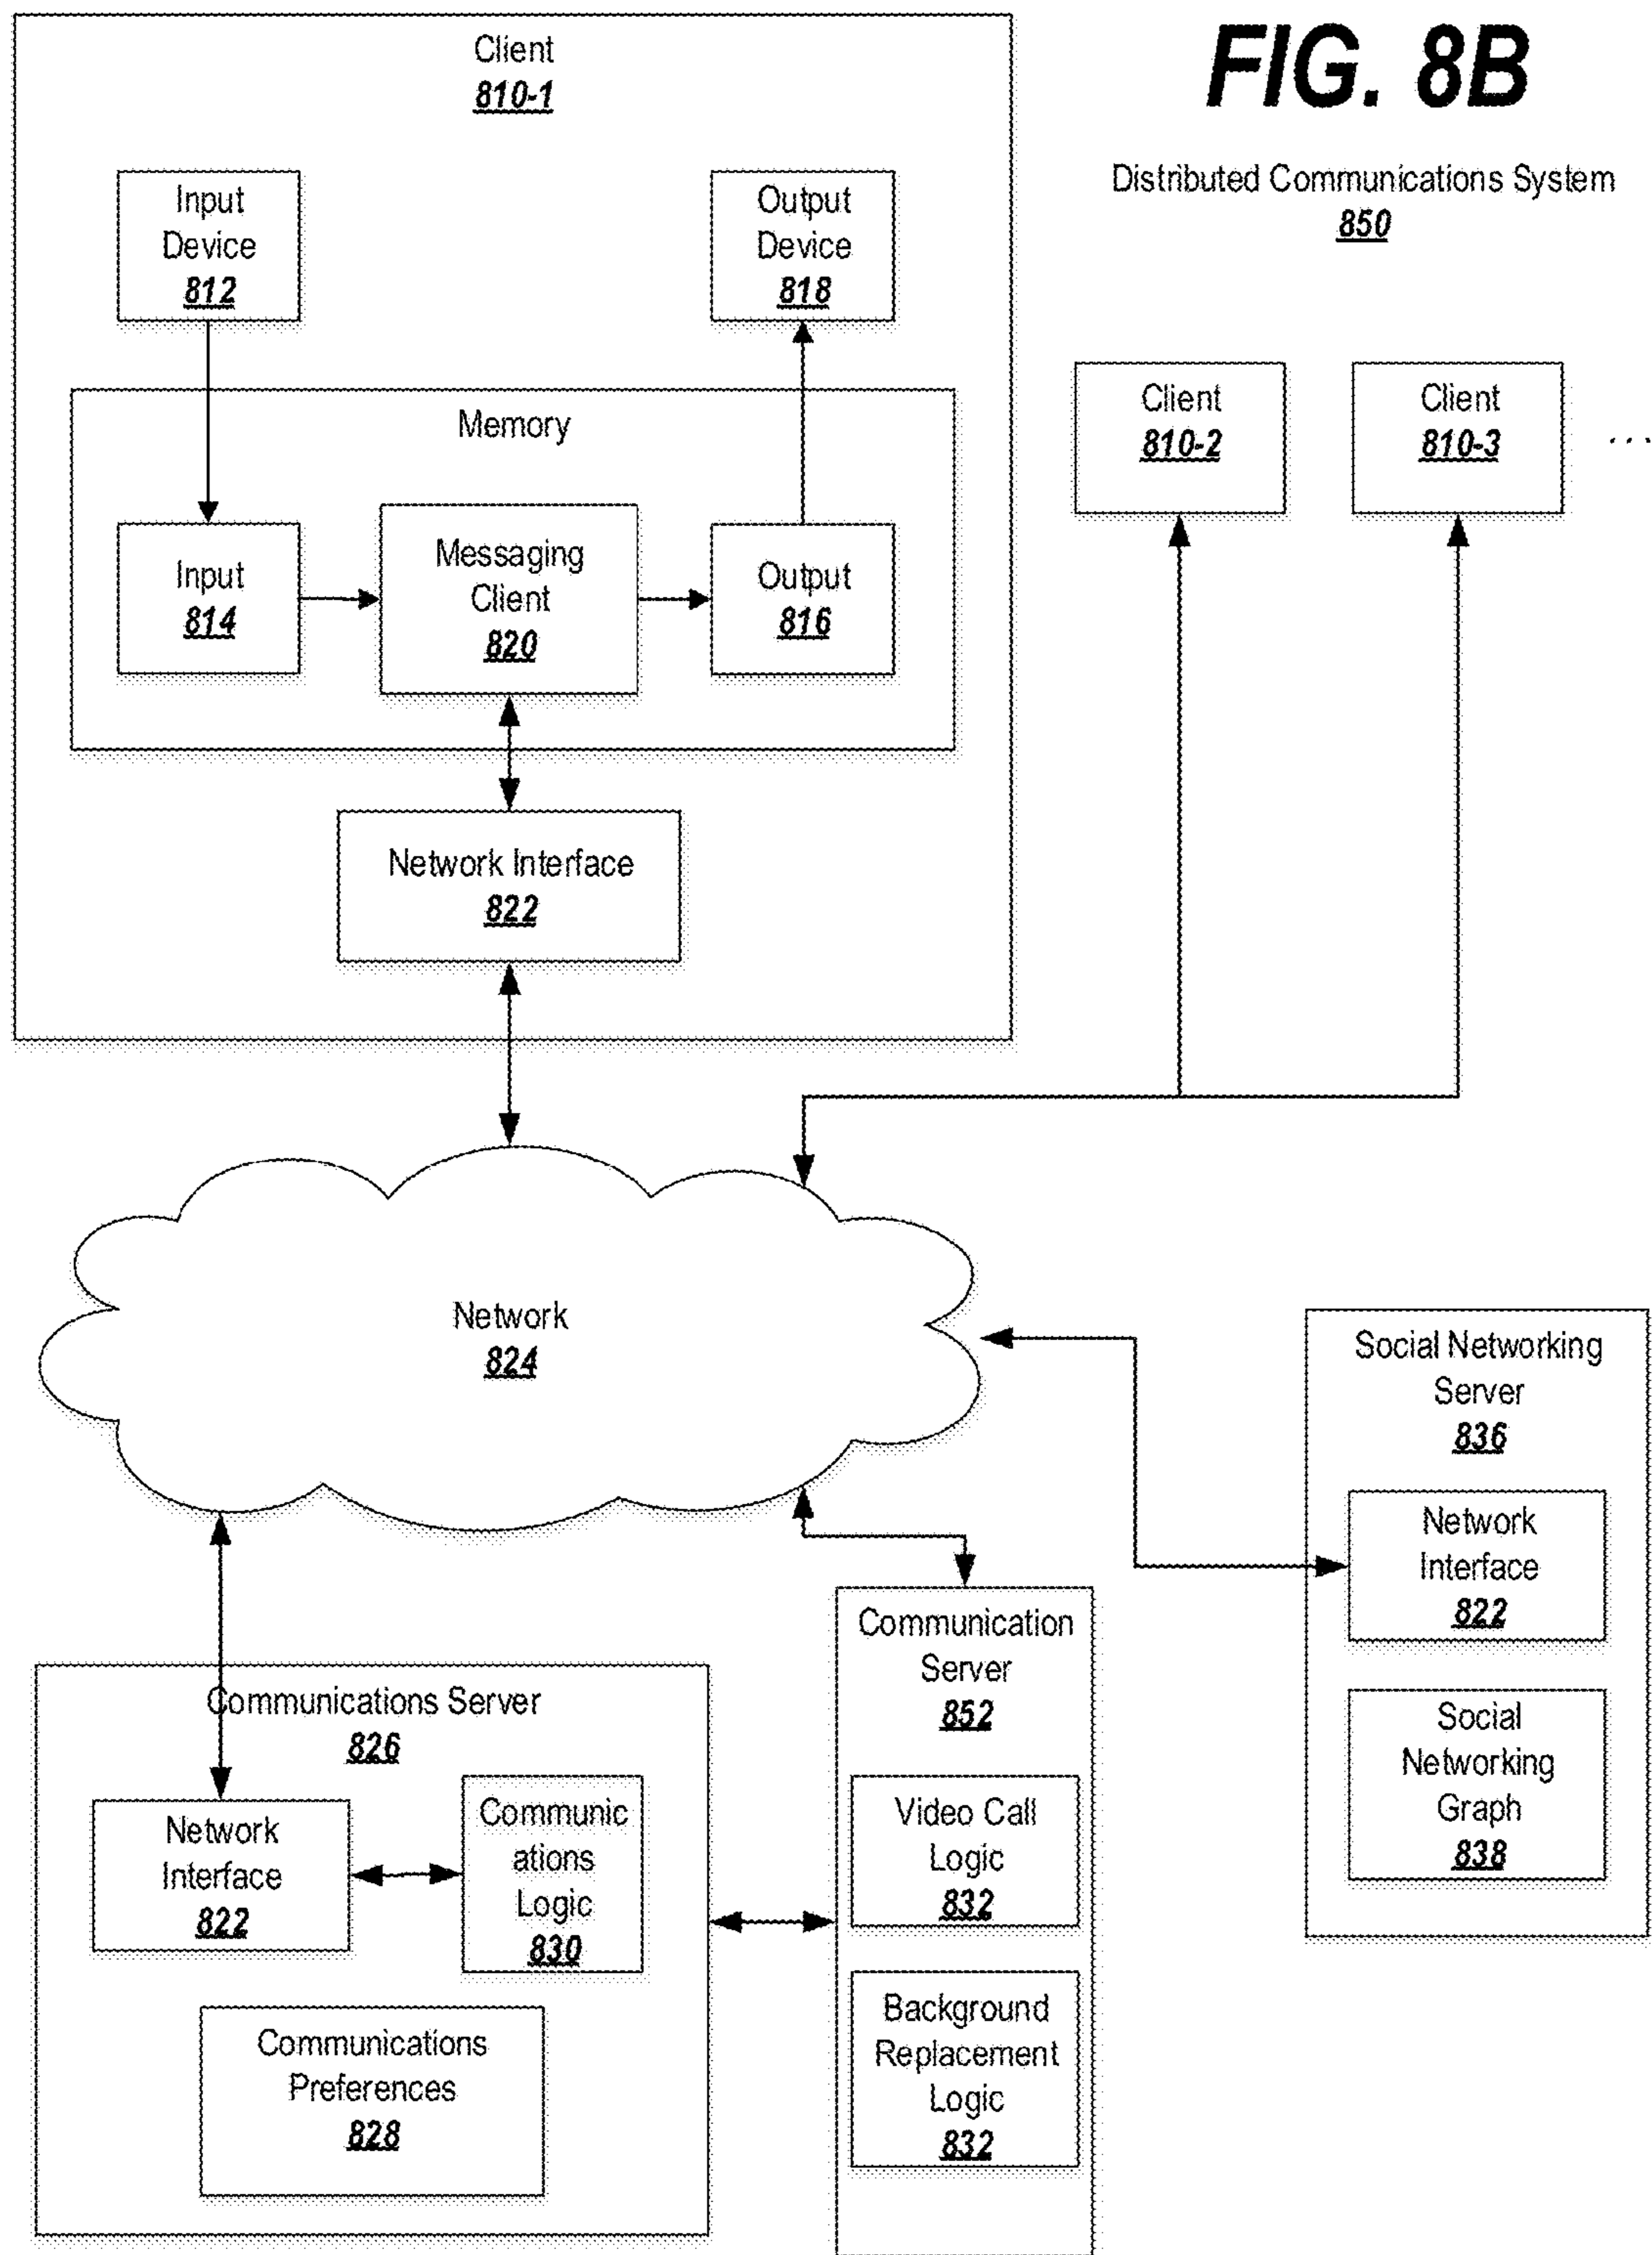 FIG. 8B
Distributed Communications System
850
Client
810-1
Input
Device
812
Output
Device
818
Memory
Input
814
Messaging
Client
820
Output
816
Network Interface
822
Client
810-2
Client
810-3
...
Network
824
Social Networking
Server
836
Network
Interface
822
Social
Networking
Graph
838
Communications Server
826
Network
Interface
822
Communic
ations
Logic
830
Communications
Preferences
828
Communication
Server
852
Video Call
Logic
832
Background
Replacement
Logic
832